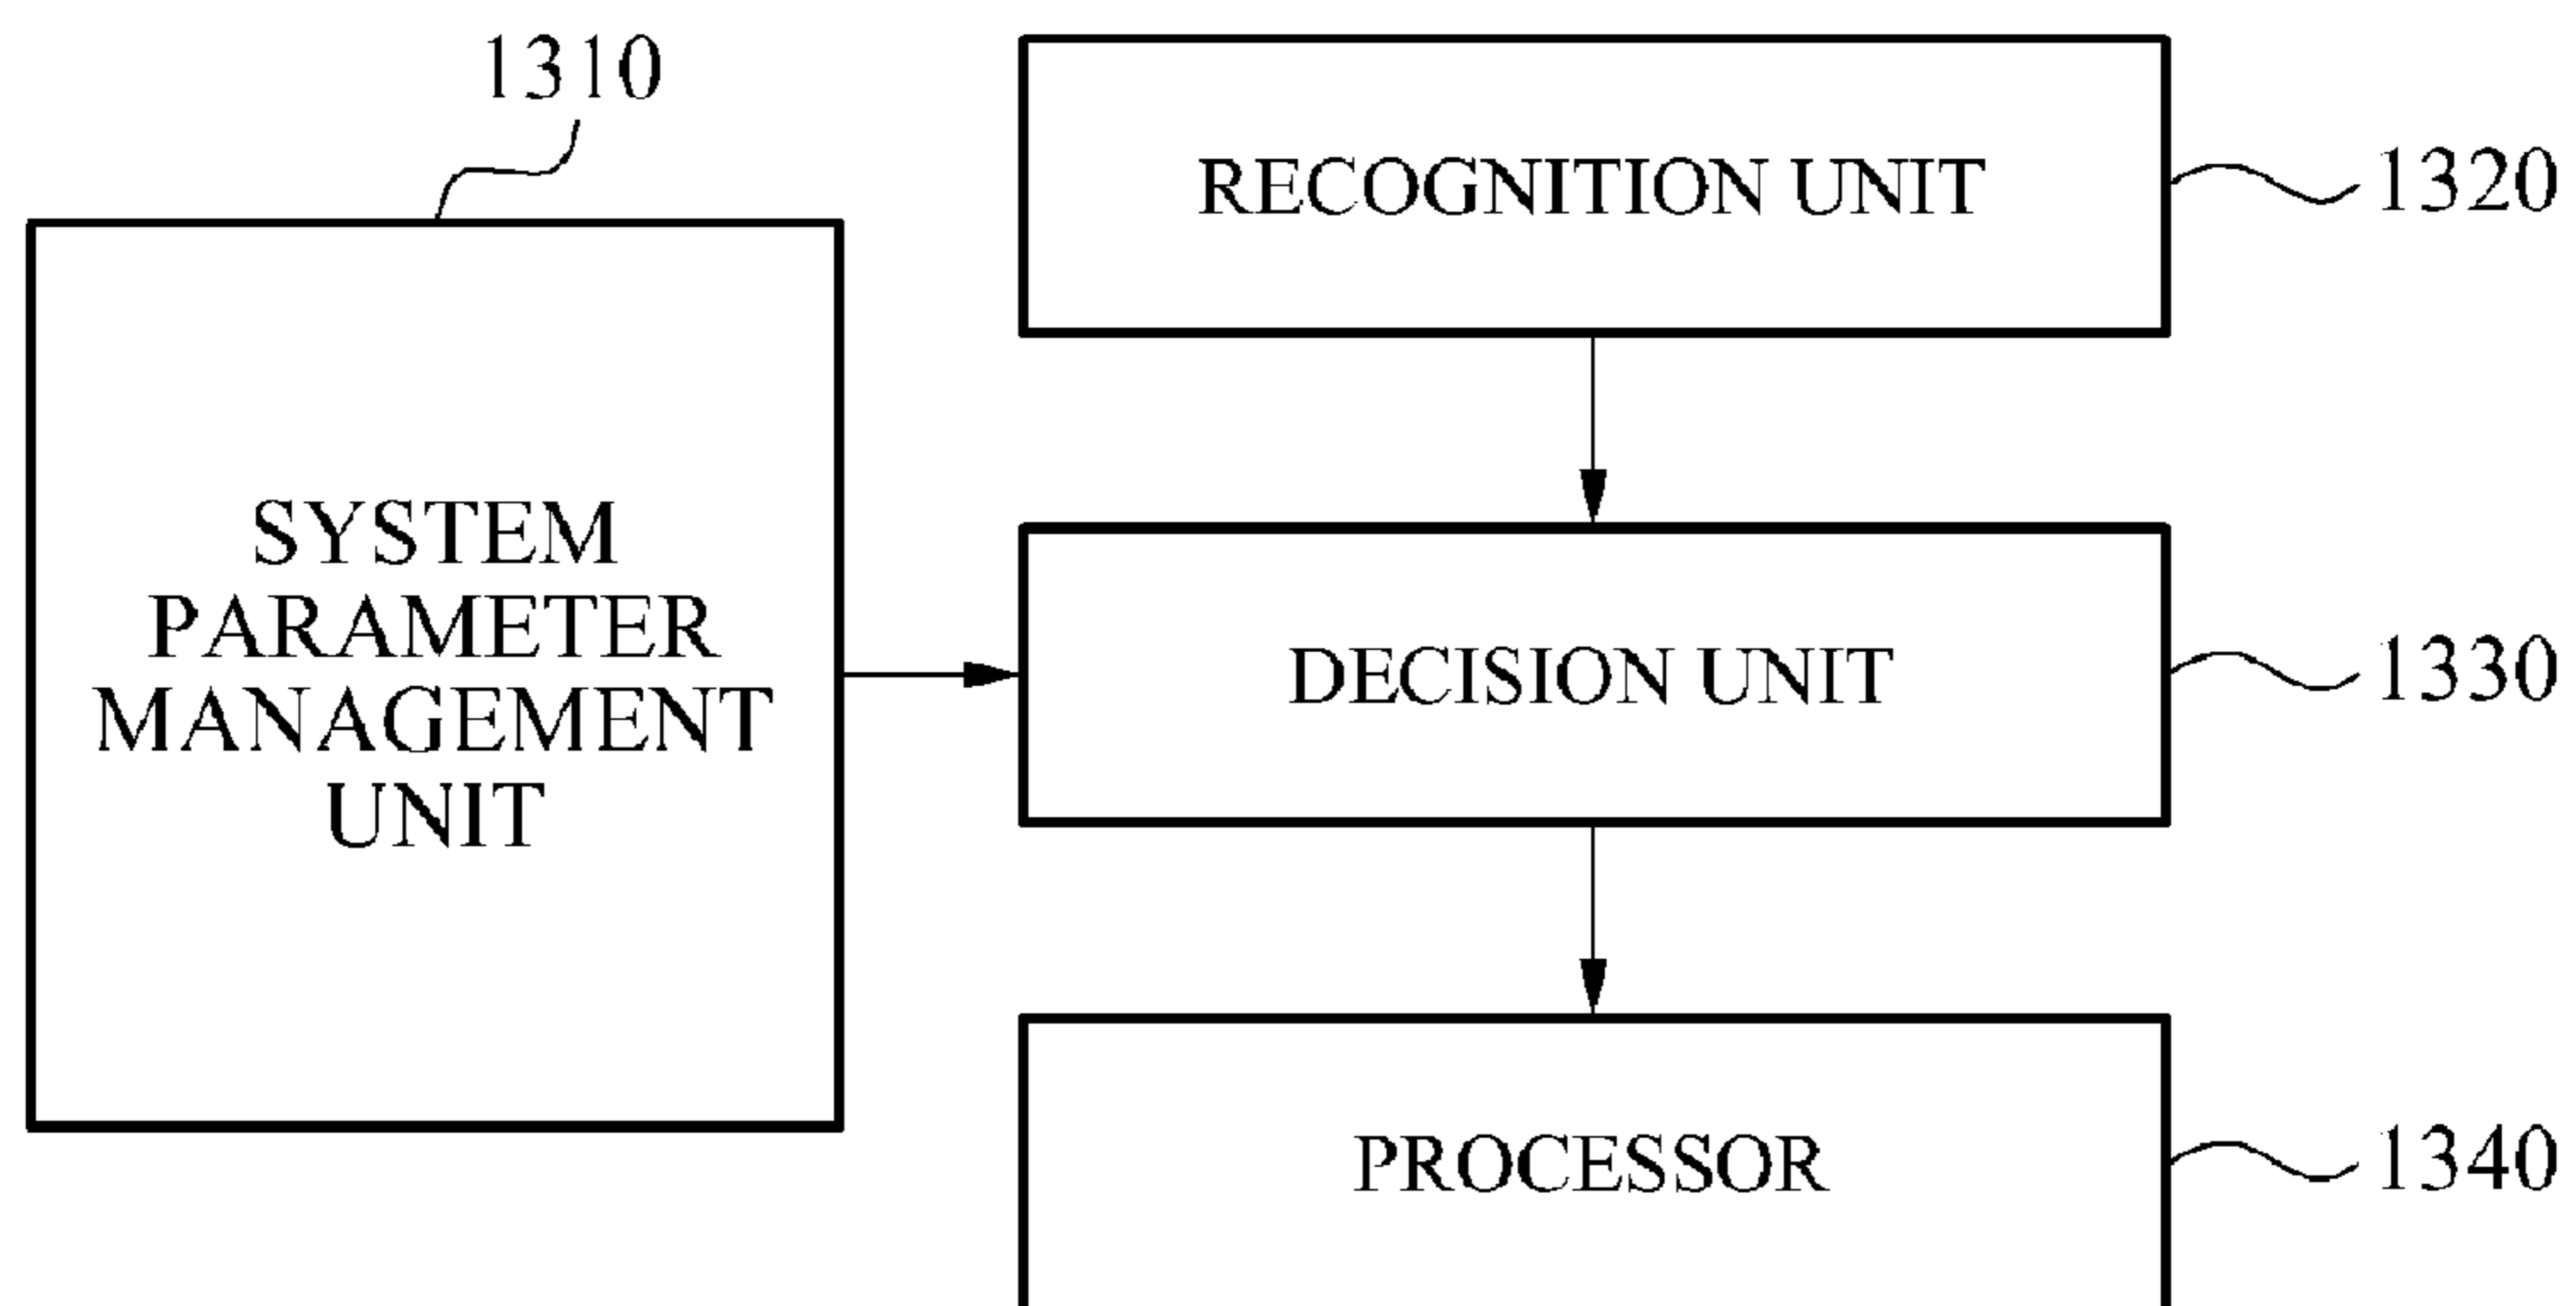 1310
RECOGNITION UNIT
1320
SYSTEM
PARAMETER
MANAGEMENT
UNIT
DECISION UNIT
1330
PROCESSOR
1340